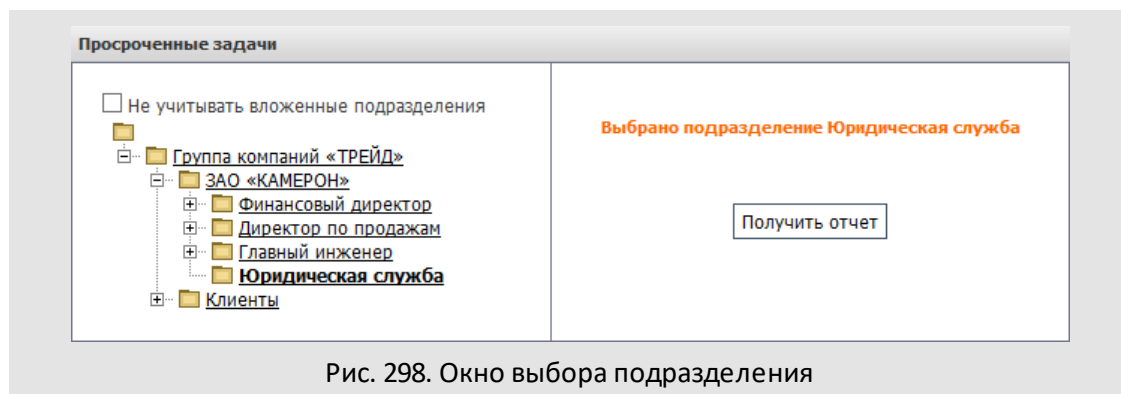 Просроченные задачи
Не учитывать вложенные подразделения
Группа компаний «ТРЕЙД»
ЗАО «КАМЕРОН»
Финансовый директор
Директор по продажам
Главный инженер
Юридическая служба
Клиенты
Выбрано подразделение Юридическая служба
Получить отчет
Рис. 298. Окно выбора подразделения